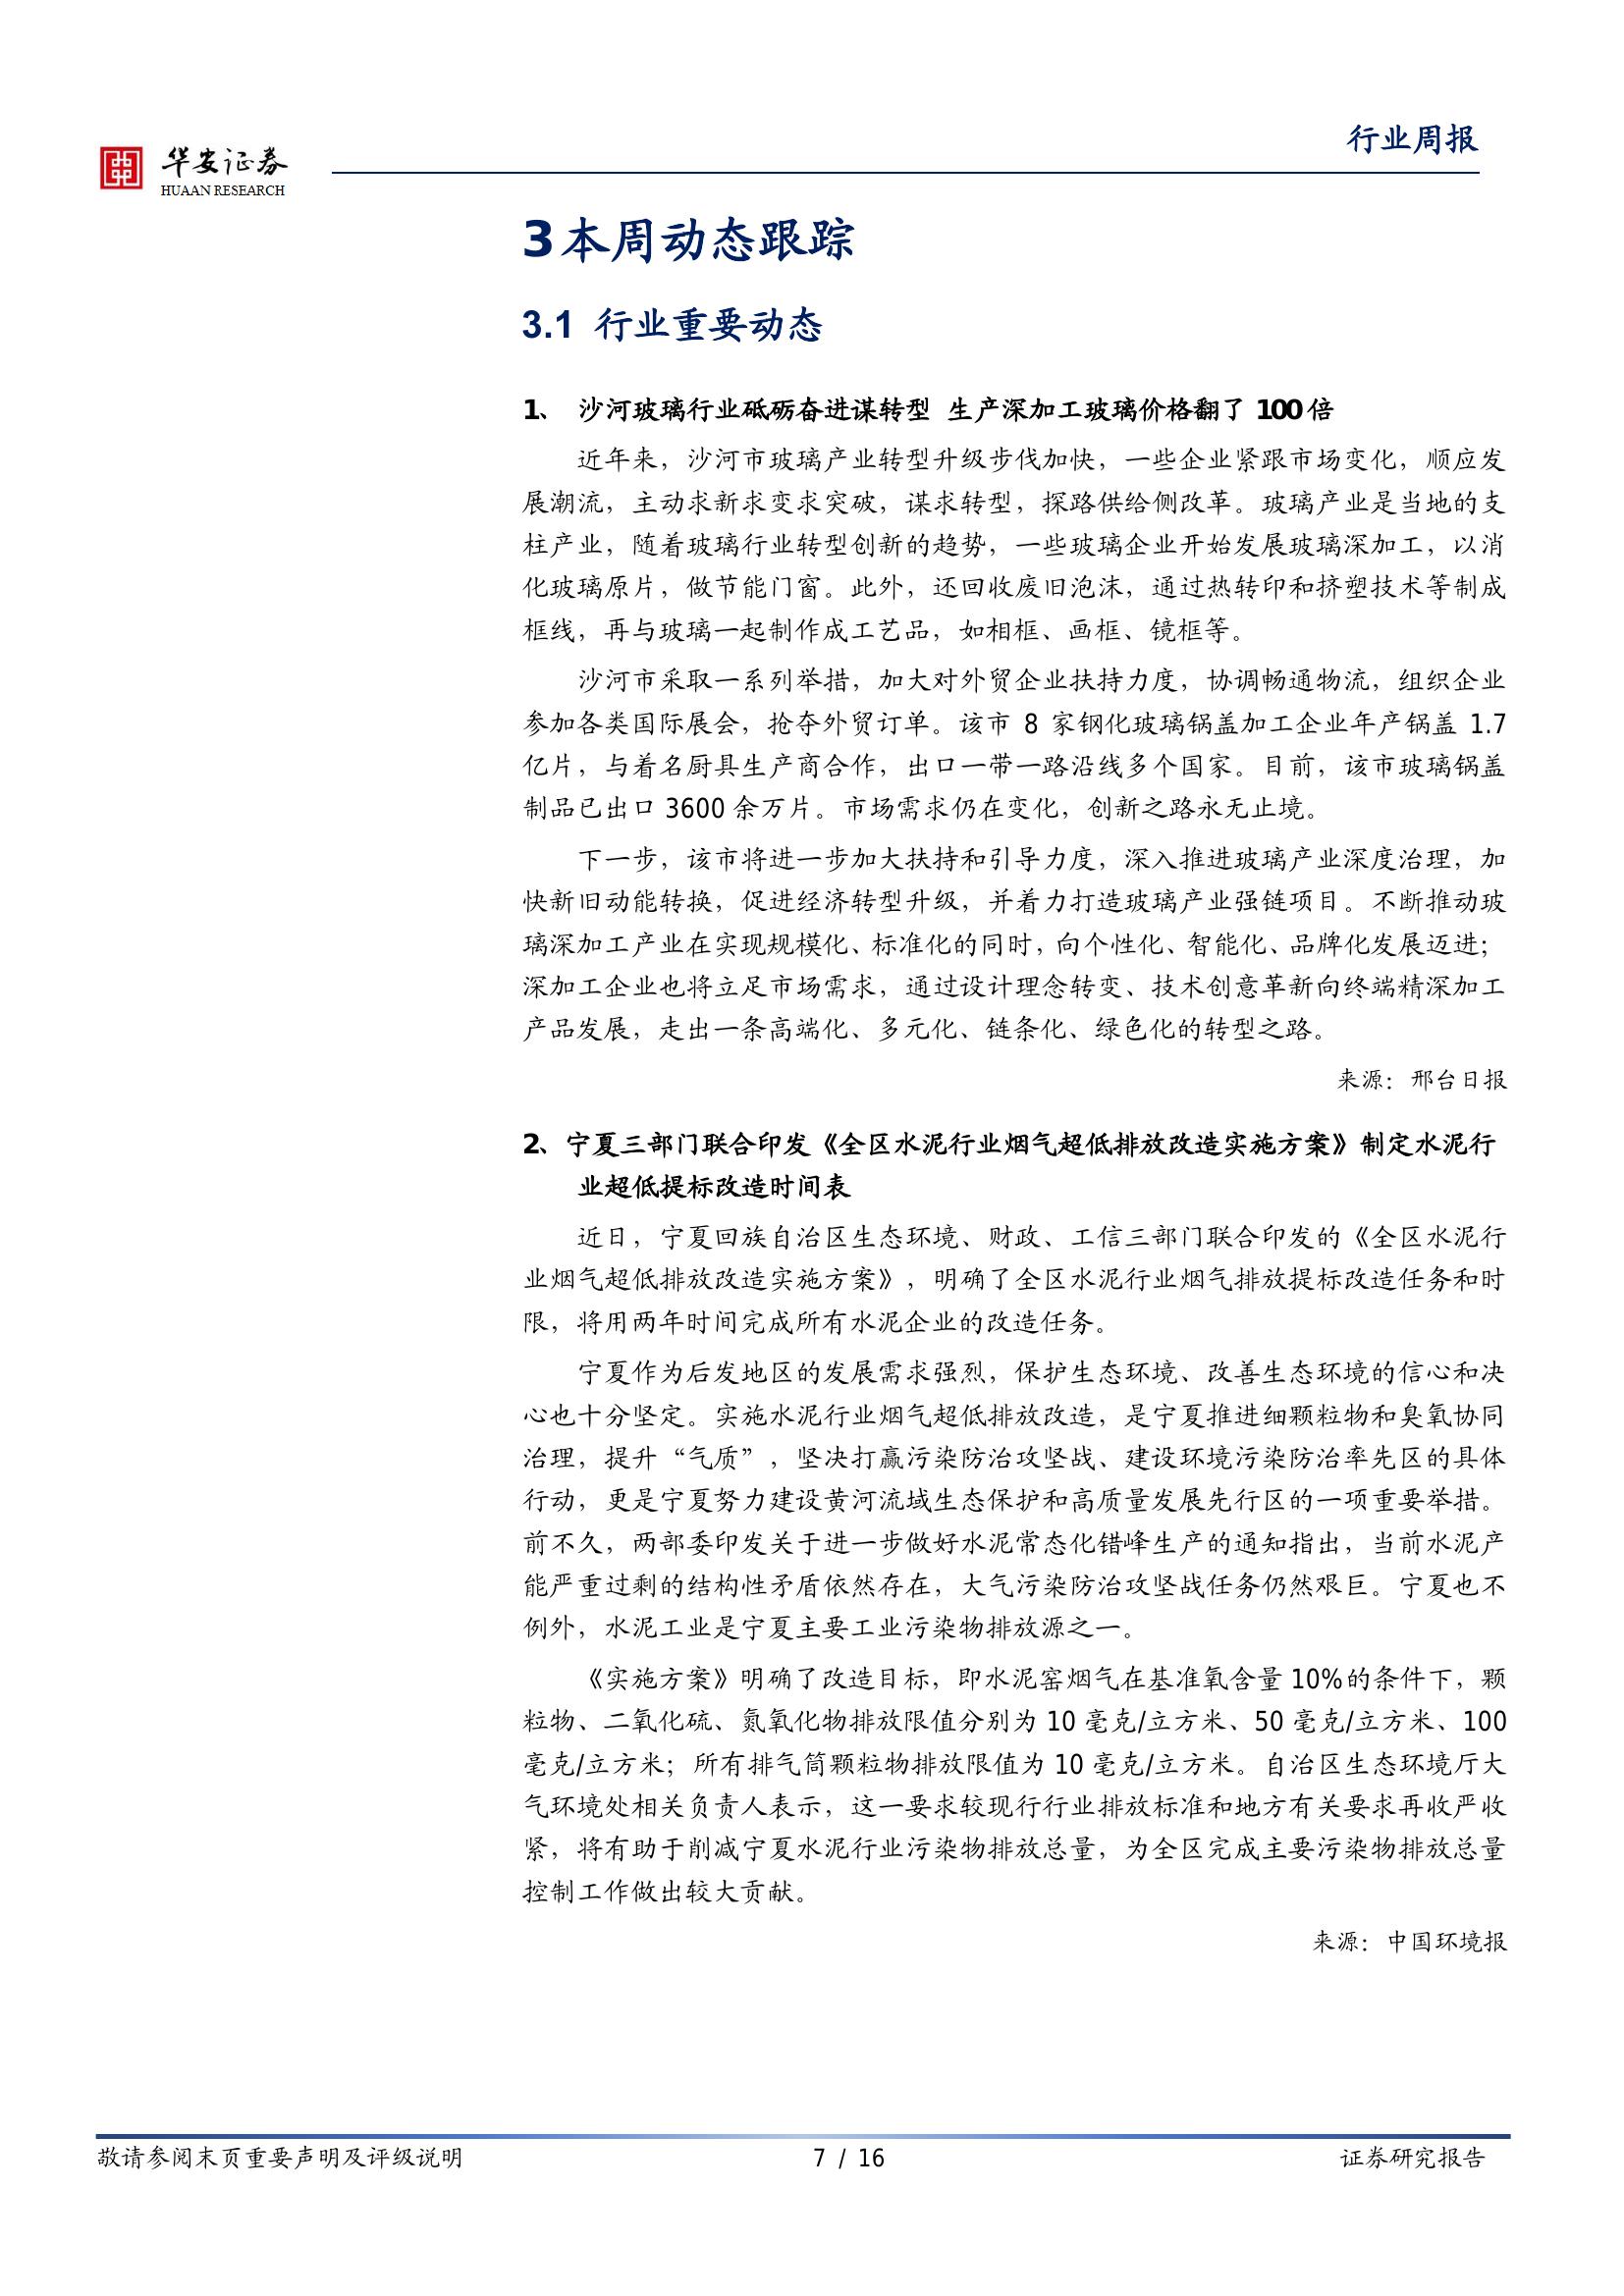 行业周报
华安证券
HUAAN RESEARCH
3本周动态跟踪
3.1 行业重要动态
1、 沙河玻璃行业砥砺奋进谋转型 生产深加工玻璃价格翻了 100 倍
近年来，沙河市玻璃产业转型升级步伐加快，一些企业紧跟市场变化，顺应发
展潮流，主动求新求变求突破，谋求转型，探路供给侧改革。玻璃产业是当地的支
柱产业，随着玻璃行业转型创新的趋势，一些玻璃企业开始发展玻璃深加工，以消
化玻璃原片，做节能门窗。此外，还回收废旧泡沫，通过热转印和挤塑技术等制成
框线，再与玻璃一起制作成工艺品，如相框、画框、镜框等。
沙河市采取一系列举措，加大对外贸企业扶持力度，协调畅通物流，组织企业
参加各类国际展会，抢夺外贸订单。该市 8 家钢化玻璃锅盖加工企业年产锅盖 1.7
亿片，与着名厨具生产商合作，出口一带一路沿线多个国家。目前，该市玻璃锅盖
制品已出口 3600 余万片。市场需求仍在变化，创新之路永无止境。
下一步，该市将进一步加大扶持和引导力度，深入推进玻璃产业深度治理，加
快新旧动能转换，促进经济转型升级，并着力打造玻璃产业强链项目。不断推动玻
璃深加工产业在实现规模化、标准化的同时，向个性化、智能化、品牌化发展迈进；
深加工企业也将立足市场需求，通过设计理念转变、技术创意革新向终端精深加工
产品发展，走出一条高端化、多元化、链条化、绿色化的转型之路。
来源：邢台日报
2、宁夏三部门联合印发《全区水泥行业烟气超低排放改造实施方案》制定水泥行
业超低提标改造时间表
近日，宁夏回族自治区生态环境、财政、工信三部门联合印发的《全区水泥行
业烟气超低排放改造实施方案》，明确了全区水泥行业烟气排放提标改造任务和时
限，将用两年时间完成所有水泥企业的改造任务。
宁夏作为后发地区的发展需求强烈，保护生态环境、改善生态环境的信心和决
心也十分坚定。实施水泥行业烟气超低排放改造，是宁夏推进细颗粒物和臭氧协同
治理，提升“气质”，坚决打赢污染防治攻坚战、建设环境污染防治率先区的具体
行动，更是宁夏努力建设黄河流域生态保护和高质量发展先行区的一项重要举措。
前不久，两部委印发关于进一步做好水泥常态化错峰生产的通知指出，当前水泥产
能严重过剩的结构性矛盾依然存在，大气污染防治攻坚战任务仍然艰巨。宁夏也不
例外，水泥工业是宁夏主要工业污染物排放源之一。
《实施方案》明确了改造目标，即水泥窑烟气在基准氧含量 10%的条件下，颗
粒物、二氧化硫、氮氧化物排放限值分别为 10 毫克/立方米、50 毫克/立方米、100
毫克/立方米；所有排气筒颗粒物排放限值为 10 毫克/立方米。自治区生态环境厅大
气环境处相关负责人表示，这一要求较现行行业排放标准和地方有关要求再收严收
紧，将有助于削减宁夏水泥行业污染物排放总量，为全区完成主要污染物排放总量
控制工作做出较大贡献。
来源：中国环境报
敬请参阅末页重要声明及评级说明
7 / 16
证券研究报告